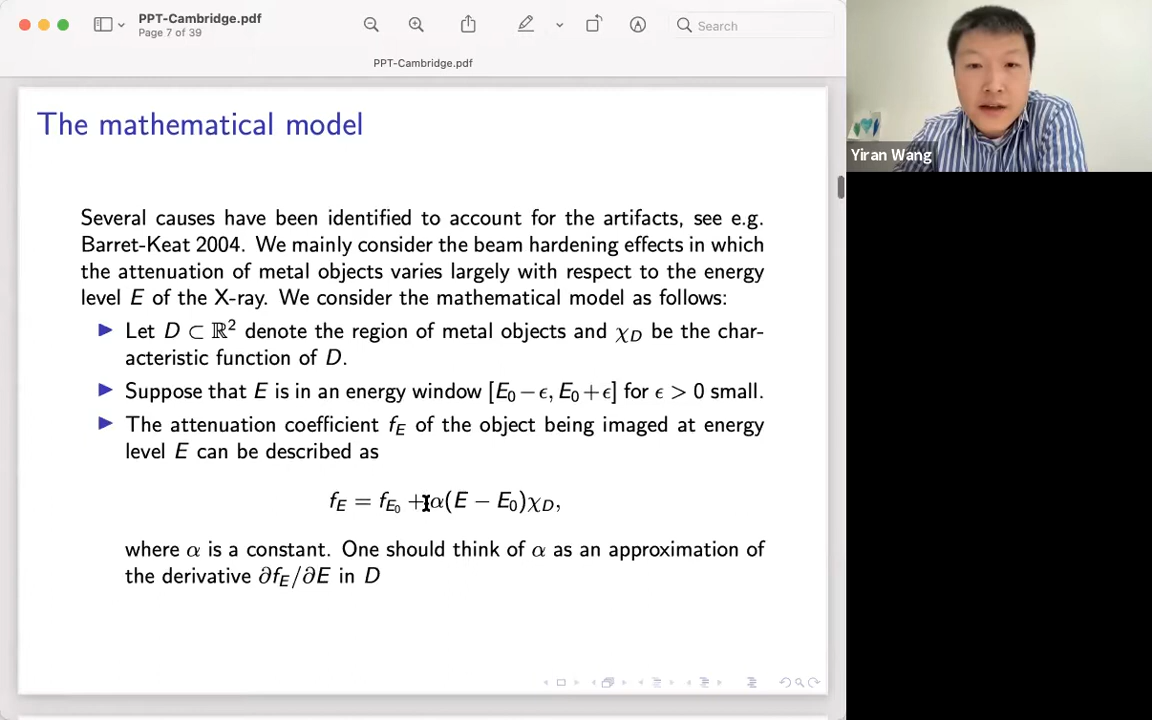 PPT-Cambridge.pdf
Page 7 of 39
Search
PPT-Cambridge.pdf
The mathematical model
Several causes have been identified to account for the artifacts, see e.g.
Barret-Keat 2004. We mainly consider the beam hardening effects in which
the attenuation of metal objects varies largely with respect to the energy
level E of the X-ray. We consider the mathematical model as follows:
▶ Let D ⊂ ℝ² denote the region of metal objects and χ_D be the char-
acteristic function of D.
▶ Suppose that E is in an energy window [E₀ − ϵ, E₀ + ϵ] for ϵ > 0 small.
▶ The attenuation coefficient f_E of the object being imaged at energy
level E can be described as
f_E = f_{E₀} + α(E − E₀)χ_D,
where α is a constant. One should think of α as an approximation of
the derivative ∂f_E/∂E in D
Yiran Wang